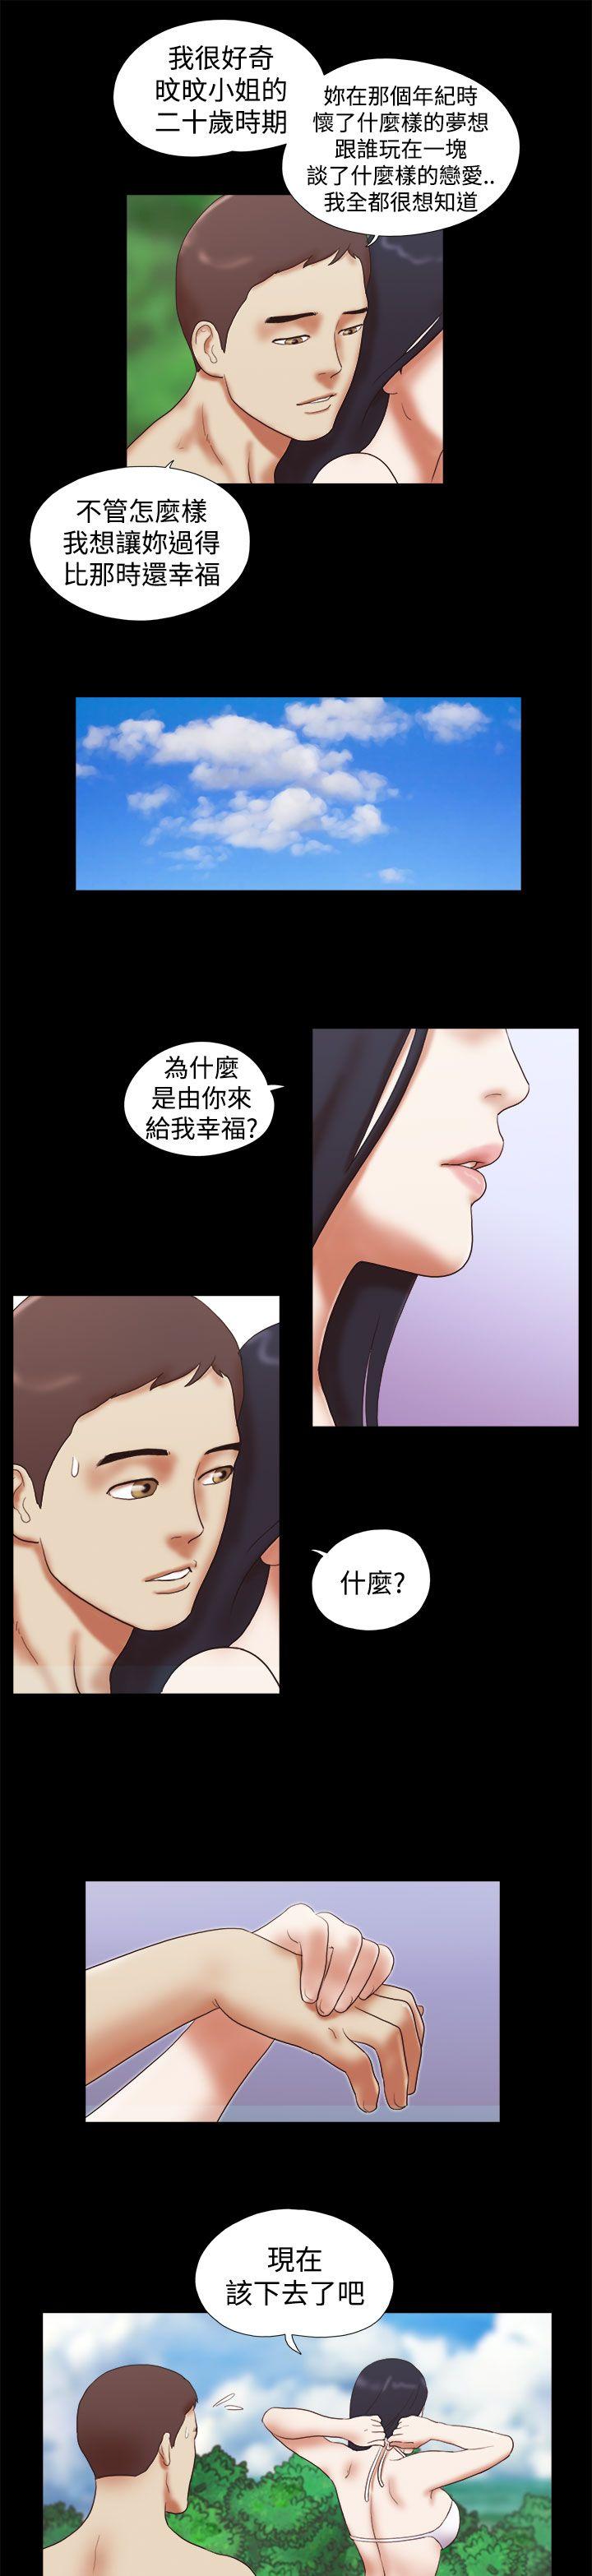 我很好奇
旼旼小姐的
二十歲時期
妳在那個年紀時
懷了什麼樣的夢想
跟誰玩在一塊
談了什麼樣的戀愛..
我全都很想知道
不管怎麼樣
我想讓妳過得
比那時還幸福
為什麼
是由你來
給我幸福?
什麼?
現在
該下去了吧